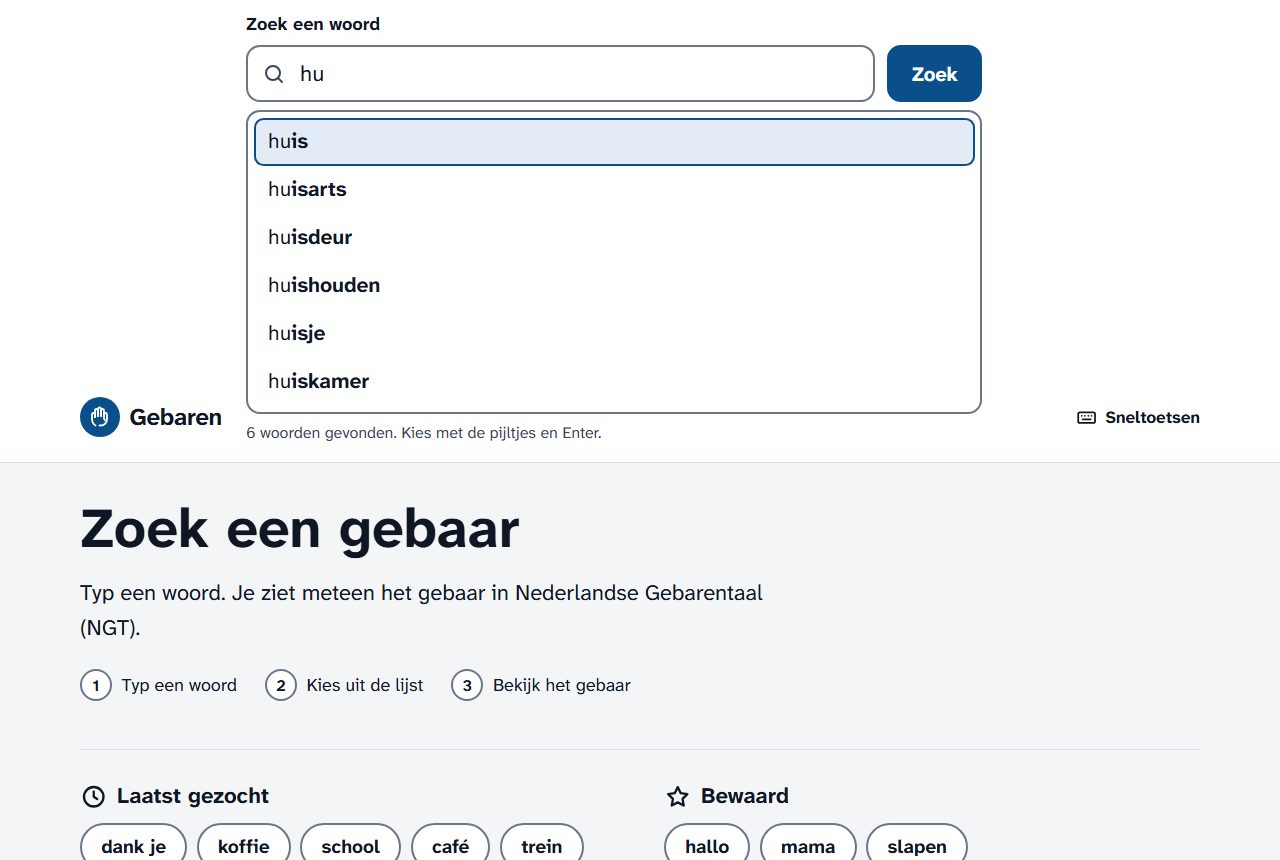 Zoek een woord
hu
Zoek
huis
huisarts
huisdeur
huishouden
huisje
huiskamer
Gebaren
6 woorden gevonden. Kies met de pijltjes en Enter.
Sneltoetsen
Zoek een gebaar
Typ een woord. Je ziet meteen het gebaar in Nederlandse Gebarentaal
(NGT).
1 Typ een woord
2 Kies uit de lijst
3 Bekijk het gebaar
Laatst gezocht
dank je koffie school café trein
Bewaard
hallo mama slapen